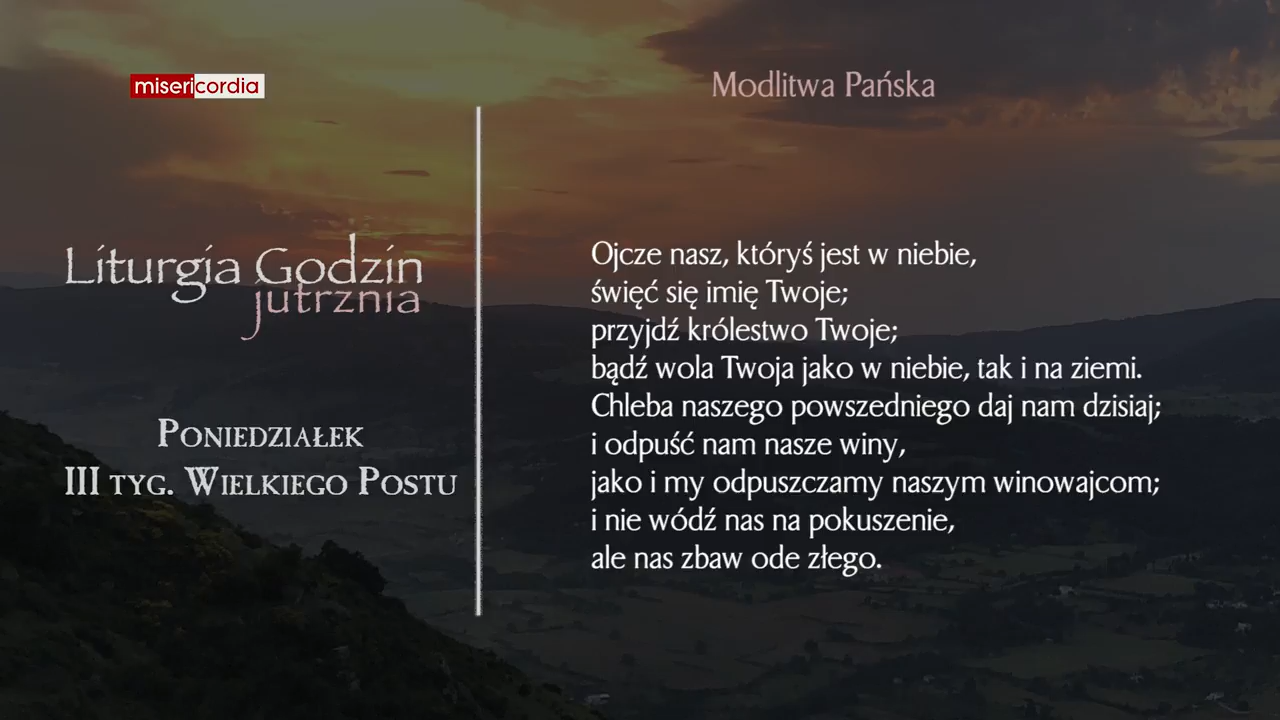 misericordia
Liturgia Godzin
jutrznia
Poniedziałek
III tyg. Wielkiego Postu
Modlitwa Pańska
Ojcze nasz, któryś jest w niebie,
święć się imię Twoje;
przyjdź królestwo Twoje;
bądź wola Twoja jako w niebie, tak i na ziemi.
Chleba naszego powszedniego daj nam dzisiaj;
i odpuść nam nasze winy,
jako i my odpuszczamy naszym winowajcom;
i nie wódź nas na pokuszenie,
ale nas zbaw ode złego.